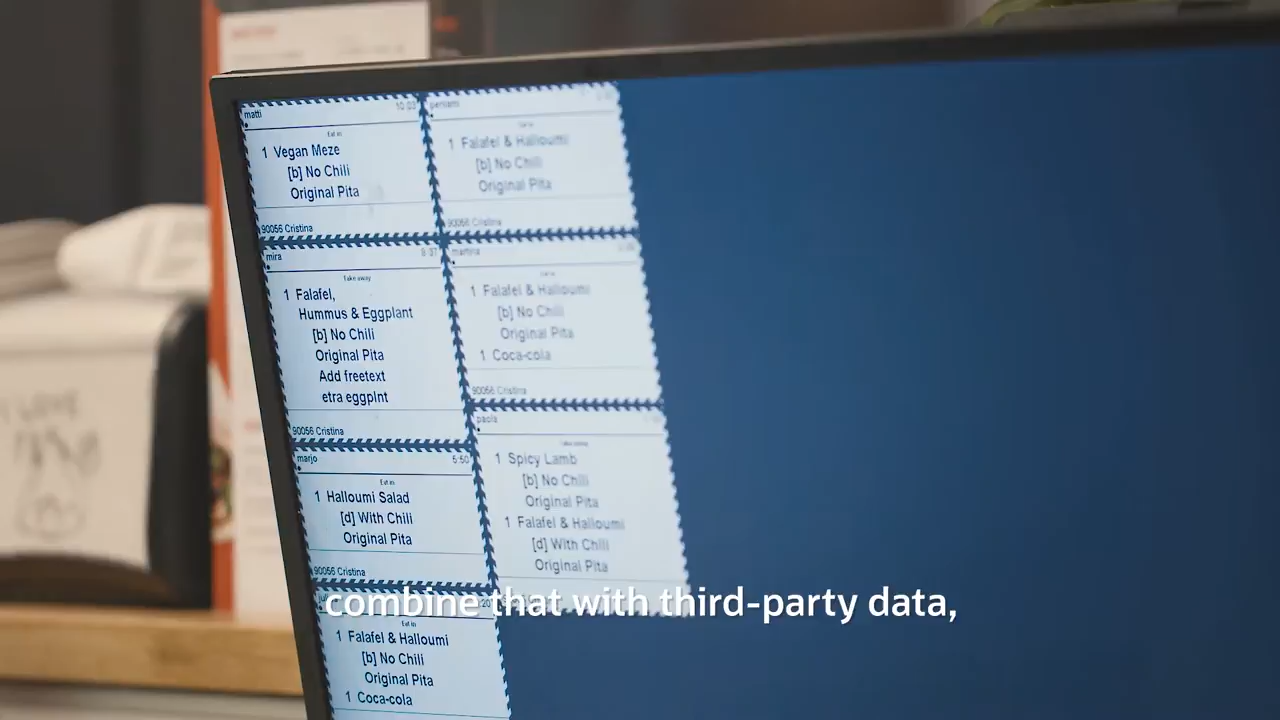 matti 10:03
Eat in
1 Vegan Meze
[b] No Chili
Original Pita
90056 Cristina
mira
Take away
1 Falafel,
Hummus & Eggplant
[b] No Chili
Original Pita
Add freetext
etra eggplnt
90056 Cristina
marjo 5:50
Eat in
1 Halloumi Salad
[d] With Chili
Original Pita
90056 Cristina
Eat in
1 Falafel & Halloumi
[b] No Chili
Original Pita
1 Coca-cola
1 Falafel & Halloumi
[b] No Chili
Original Pita
90056 Cristina
martina
1 Falafel & Halloumi
[b] No Chili
Original Pita
1 Coca-cola
90056 Cristina
paola
Take away
1 Spicy Lamb
[b] No Chili
Original Pita
1 Falafel & Halloumi
[d] With Chili
Original Pita
combine that with third-party data,